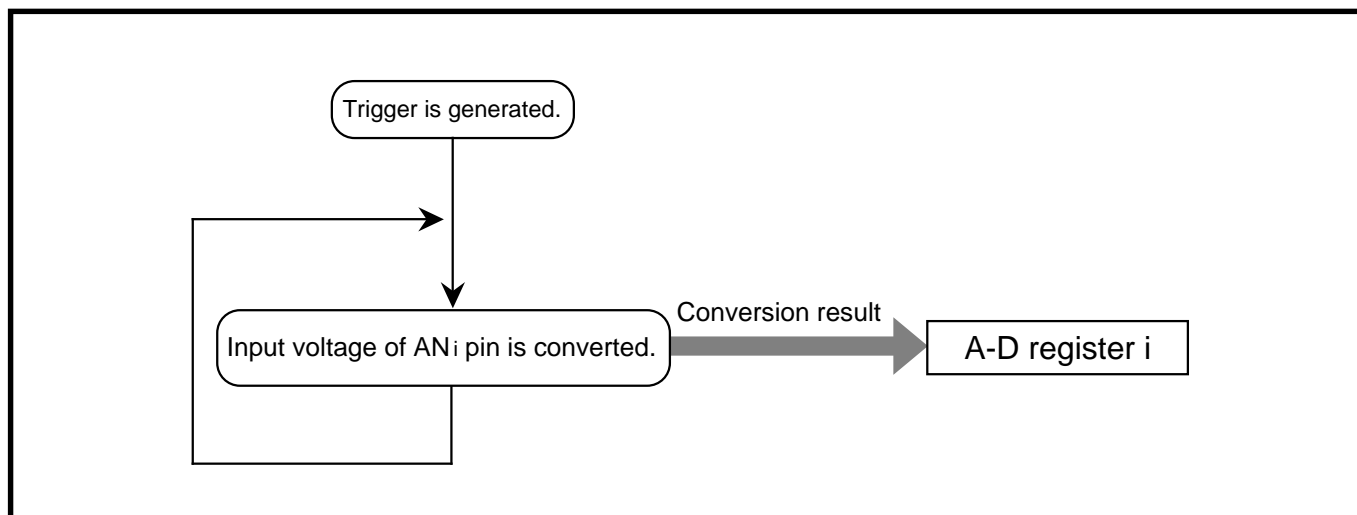 Trigger is generated.
Conversion result
Input voltage of ANi pin is converted.
A-D register i